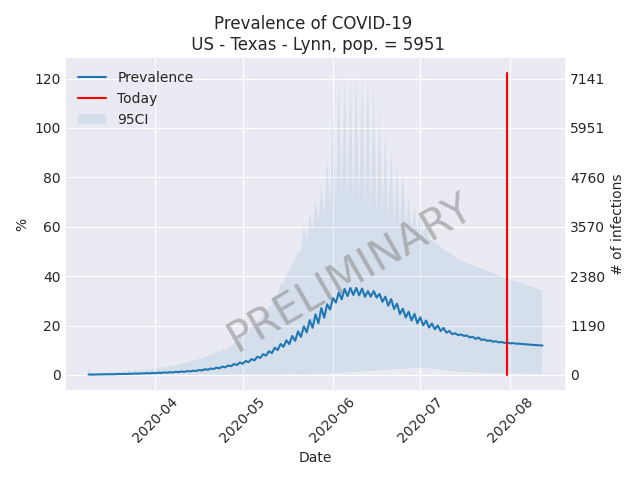 Prevalence of COVID-19
US - Texas - Lynn, pop. = 5951
Prevalence
Today
95CI
120
100
80
60
40
20
0
%
7141
5951
4760
3570
2380
1190
0
# of infections
PRELIMINARY
2020-04
2020-05
2020-06
2020-07
2020-08
Date